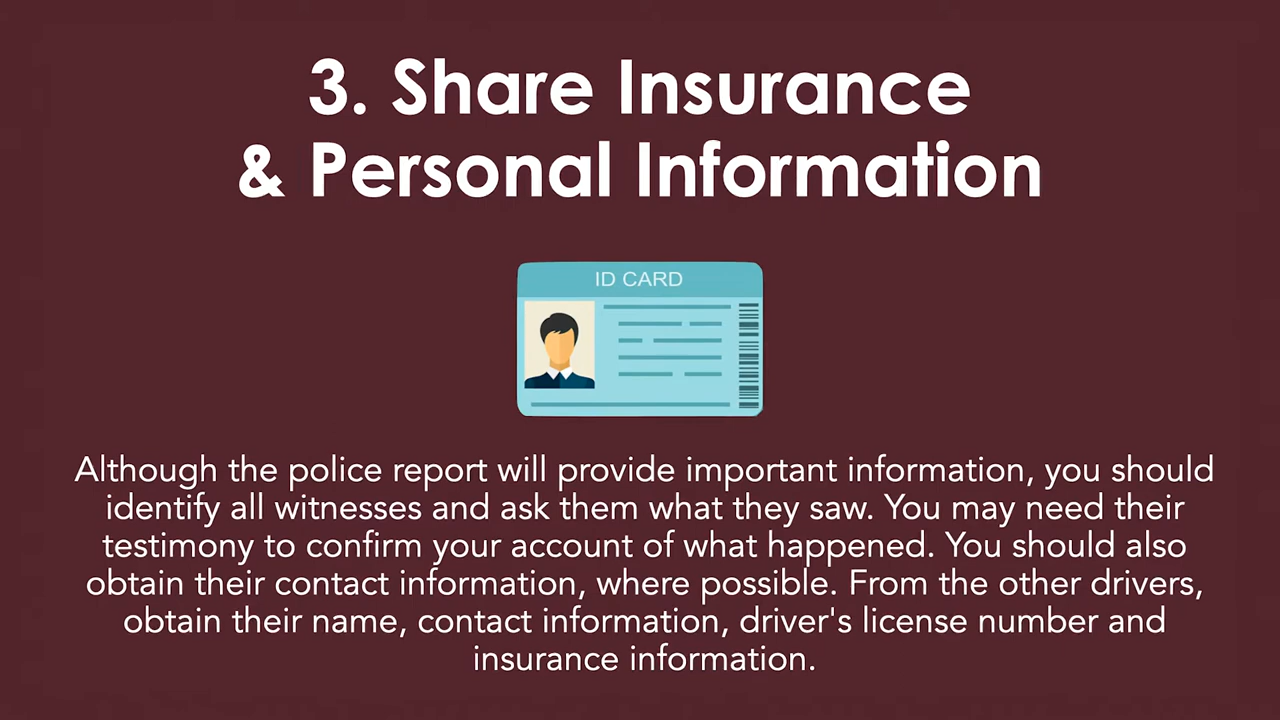 3. Share Insurance
& Personal Information
ID CARD
Although the police report will provide important information, you should
identify all witnesses and ask them what they saw. You may need their
testimony to confirm your account of what happened. You should also
obtain their contact information, where possible. From the other drivers,
obtain their name, contact information, driver's license number and
insurance information.